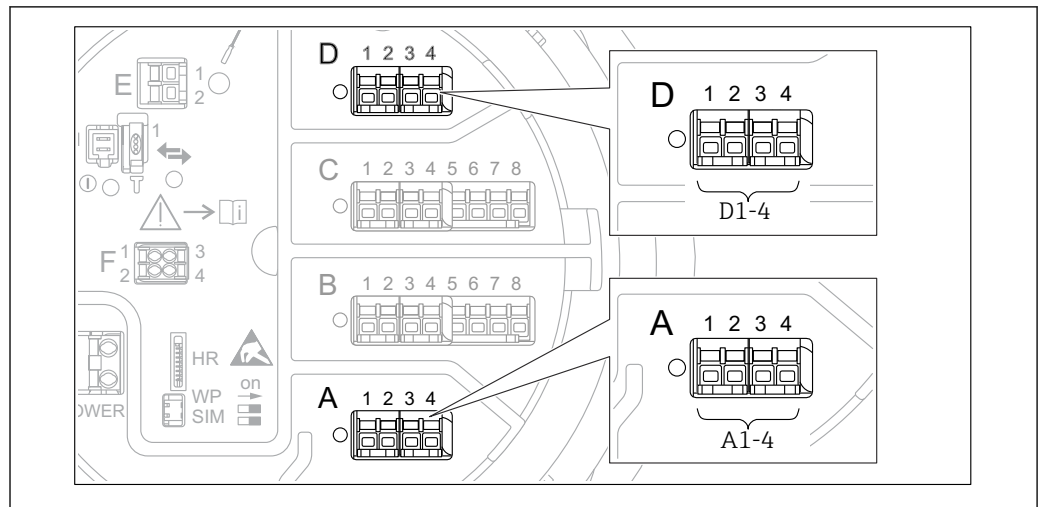 D 1 2 3 4
E 1
2
1
C 1 2 3 4 5 6 7 8
i
F 1 3
2 4
B 1 2 3 4 5 6 7 8
HR
WP on
SIM
OWER
A 1 2 3 4
D 1 2 3 4
D1-4
A 1 2 3 4
A1-4